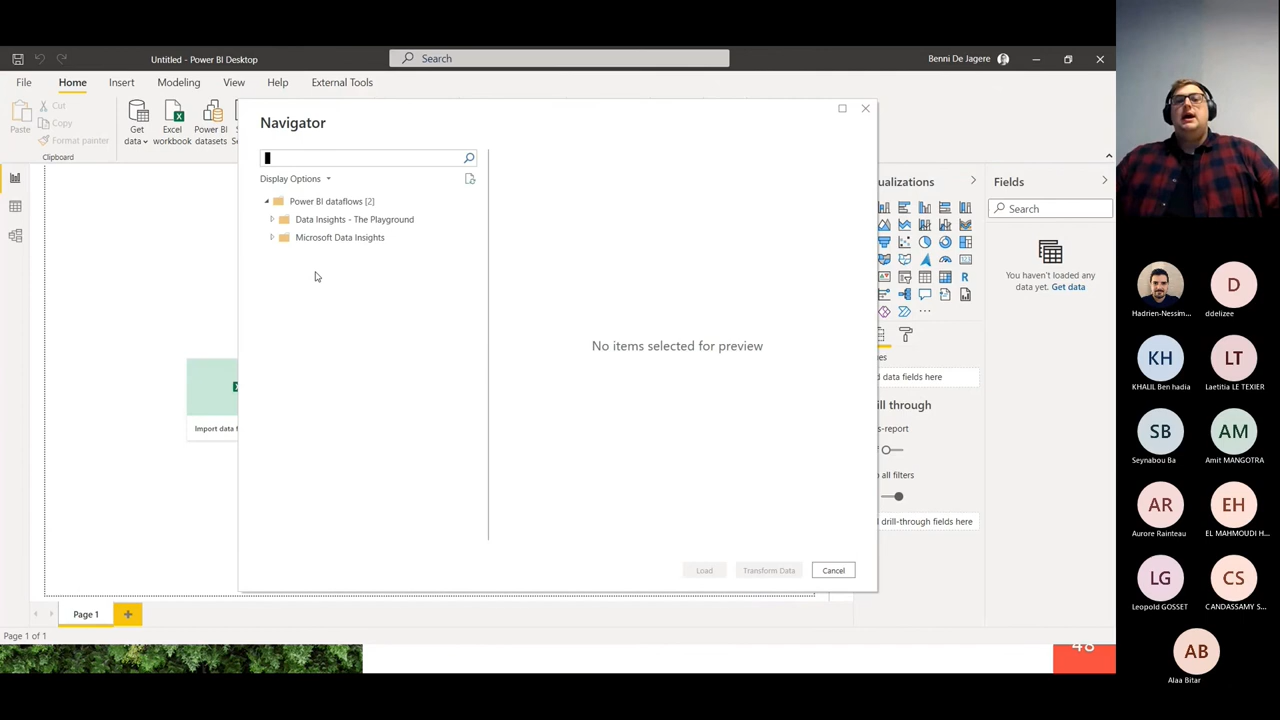 Untitled - Power BI Desktop
Search
Benni De Jagere
File
Home
Insert
Modeling
View
Help
External Tools
Paste
Cut
Copy
Format painter
Clipboard
Get
data
Excel
workbook
Power BI
datasets
Navigator
Display Options
Power BI dataflows [2]
Data Insights - The Playground
Microsoft Data Insights
No items selected for preview
Load
Transform Data
Cancel
Import data f
ualizations
R
es
d data fields here
ill through
s-report
f
p all filters
d drill-through fields here
Fields
Search
You haven't loaded any
data yet. Get data
Page 1
Page 1 of 1
48
Hadrien-Nessim...
D
ddelizee
KH
KHALIL Ben hadia
LT
Laetitia LE TEXIER
SB
Seynabou Ba
AM
Amit MANGOTRA
AR
Aurore Rainteau
EH
EL MAHMOUDI H...
LG
Leopold GOSSET
CS
CANDASSAMY S...
AB
Alaa Bitar